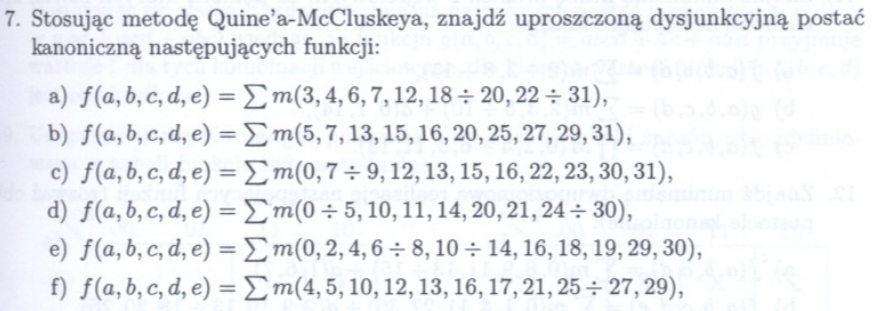 7. Stosując metodę Quine'a-McCluskeya, znajdź uproszczoną dysjunkcyjną postać
kanoniczną następujących funkcji:
a) f(a, b, c, d, e) = ∑ m(3, 4, 6, 7, 12, 18 ÷ 20, 22 ÷ 31),
b) f(a, b, c, d, e) = ∑ m(5, 7, 13, 15, 16, 20, 25, 27, 29, 31),
c) f(a, b, c, d, e) = ∑ m(0, 7 ÷ 9, 12, 13, 15, 16, 22, 23, 30, 31),
d) f(a, b, c, d, e) = ∑ m(0 ÷ 5, 10, 11, 14, 20, 21, 24 ÷ 30),
e) f(a, b, c, d, e) = ∑ m(0, 2, 4, 6 ÷ 8, 10 ÷ 14, 16, 18, 19, 29, 30),
f) f(a, b, c, d, e) = ∑ m(4, 5, 10, 12, 13, 16, 17, 21, 25 ÷ 27, 29),